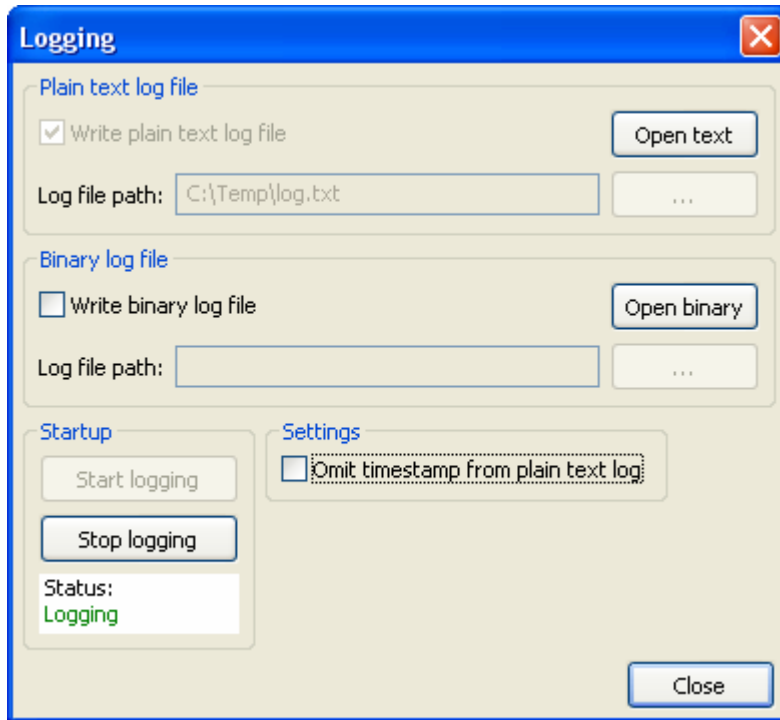 Logging
Plain text log file
Write plain text log file
Open text
Log file path: C:\Temp\log.txt ...
Binary log file
Write binary log file
Open binary
Log file path: ...
Startup
Start logging
Stop logging
Status:
Logging
Settings
Omit timestamp from plain text log
Close